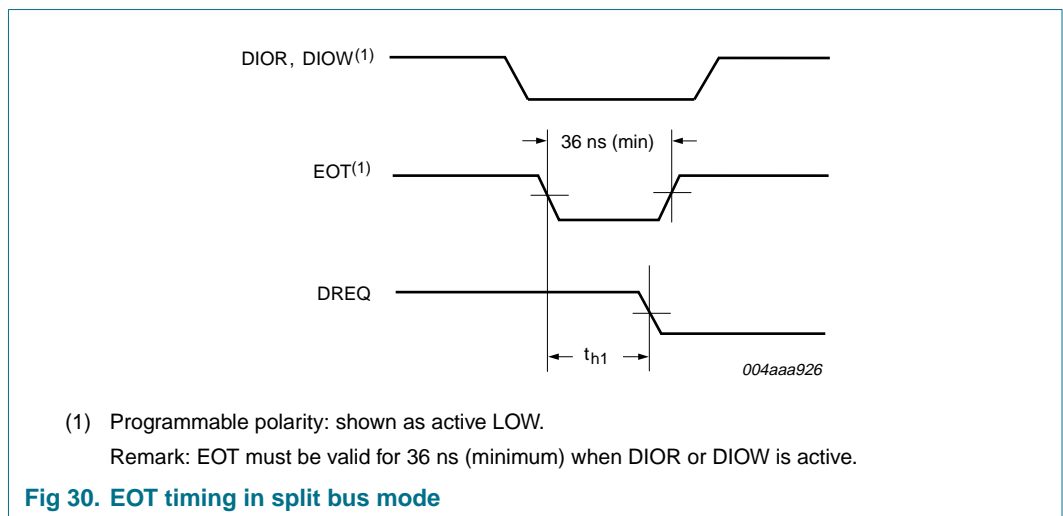 DIOR, DIOW(1)
36 ns (min)
EOT(1)
DREQ
th1
004aaa926
(1) Programmable polarity: shown as active LOW.
Remark: EOT must be valid for 36 ns (minimum) when DIOR or DIOW is active.
Fig 30. EOT timing in split bus mode